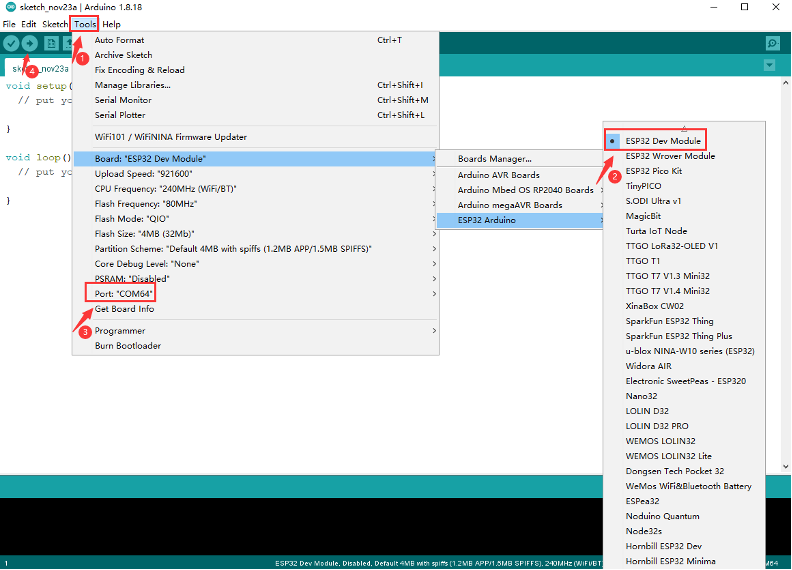 sketch_nov23a | Arduino 1.8.18
File Edit Sketch Tools Help
1
4
sk
_nov23a
void setup(
// put yo
}
void loop()
// put yo
}
Auto Format Ctrl+T
Archive Sketch
Fix Encoding & Reload
Manage Libraries... Ctrl+Shift+I
Serial Monitor Ctrl+Shift+M
Serial Plotter Ctrl+Shift+L
WiFi101 / WiFiNINA Firmware Updater
Board: "ESP32 Dev Module"
Upload Speed: "921600"
CPU Frequency: "240MHz (WiFi/BT)"
Flash Frequency: "80MHz"
Flash Mode: "QIO"
Flash Size: "4MB (32Mb)"
Partition Scheme: "Default 4MB with spiffs (1.2MB APP/1.5MB SPIFFS)"
Core Debug Level: "None"
PSRAM: "Disabled"
Port: "COM64"
Get Board Info
3
Programmer
Burn Bootloader
Boards Manager...
Arduino AVR Boards
Arduino Mbed OS RP2040 Boards
Arduino megaAVR Boards
ESP32 Arduino
ESP32 Dev Module
ESP32 Wrover Module
2
ESP32 Pico Kit
TinyPICO
S.ODI Ultra v1
MagicBit
Turta IoT Node
TTGO LoRa32-OLED V1
TTGO T1
TTGO T7 V1.3 Mini32
TTGO T7 V1.4 Mini32
XinaBox CW02
SparkFun ESP32 Thing
SparkFun ESP32 Thing Plus
u-blox NINA-W10 series (ESP32)
Widora AIR
Electronic SweetPeas - ESP320
Nano32
LOLIN D32
LOLIN D32 PRO
WEMOS LOLIN32
WEMOS LOLIN32 Lite
Dongsen Tech Pocket 32
WeMos WiFi&Bluetooth Battery
ESPea32
Noduino Quantum
Node32s
Hornbill ESP32 Dev
Hornbill ESP32 Minima
1
ESP32 Dev Module, Disabled, Default 4MB with spiffs (1.2MB APP/1.5MB SPIFFS), 240MHz (WiFi/BT)
M64